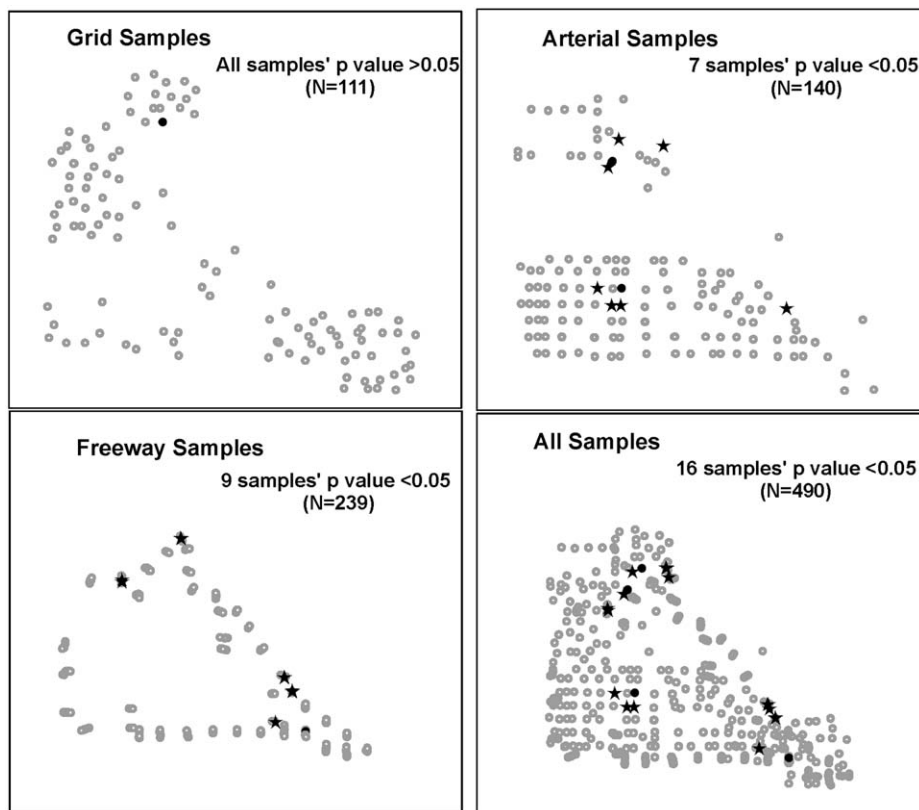 Grid Samples
All samples' p value >0.05
(N=111)
Arterial Samples
7 samples' p value <0.05
(N=140)
Freeway Samples
9 samples' p value <0.05
(N=239)
All Samples
16 samples' p value <0.05
(N=490)